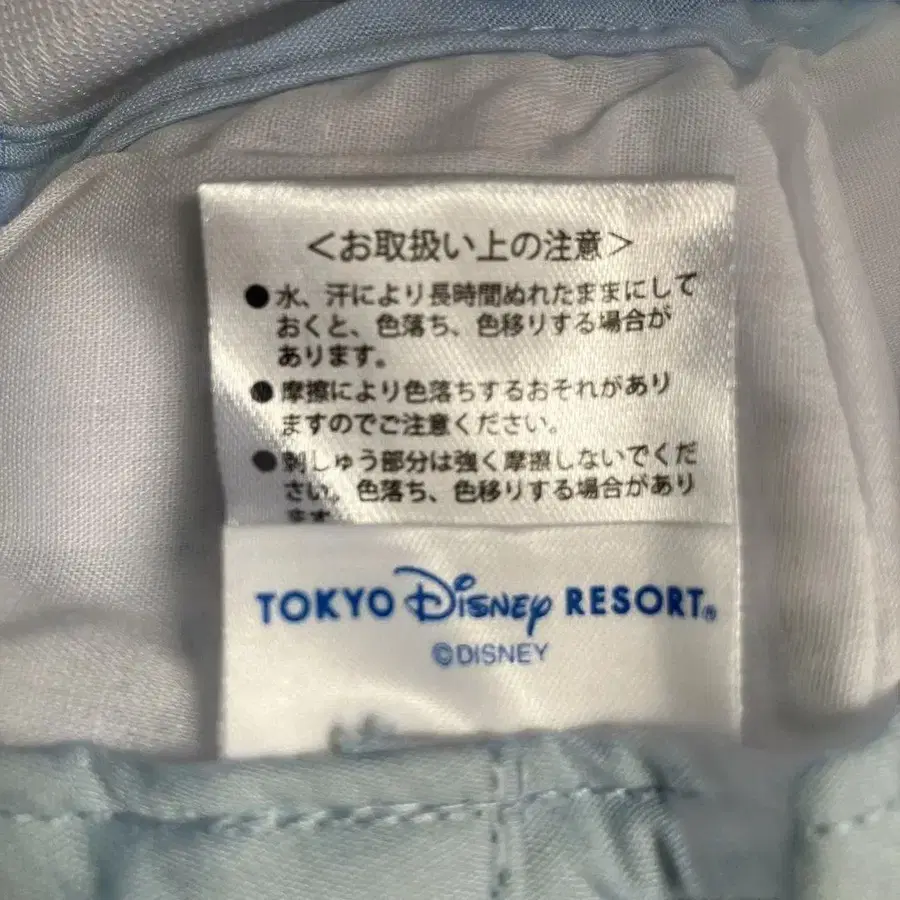 ＜お取扱い上の注意＞
●水、汗により長時間ぬれたままにして
おくと、色落ち、色移りする場合が
あります。
●摩擦により色落ちするおそれがあり
ますのでご注意ください。
●刺しゅう部分は強く摩擦しないでくだ
さい。色落ち、色移りする場合があり
ます。
TOKYO Disney RESORT®
©DISNEY